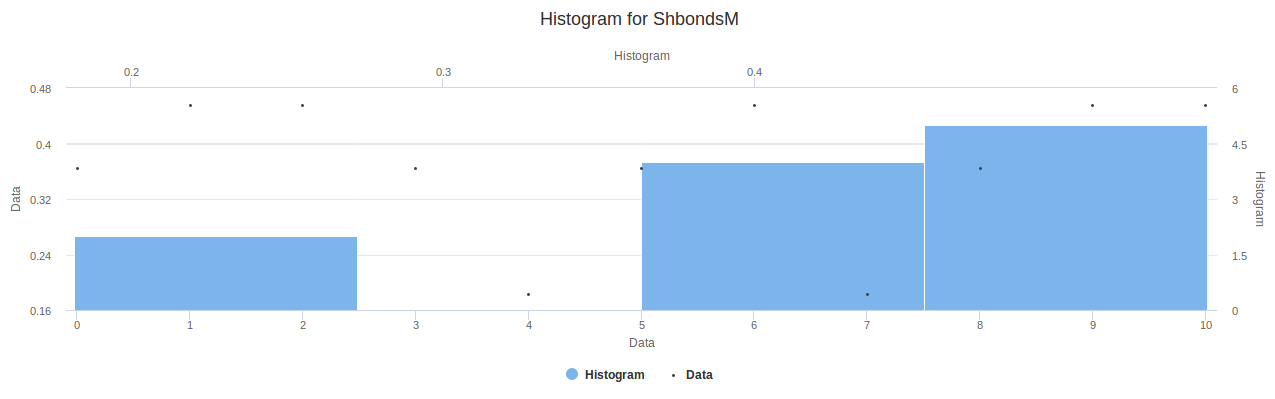 Histogram for ShbondsM
Histogram
0.2 0.3 0.4
0.48 6
0.4 4.5
0.32 3
0.24 1.5
0.16 0
Data
Histogram
0 1 2 3 4 5 6 7 8 9 10
Data
Histogram Data